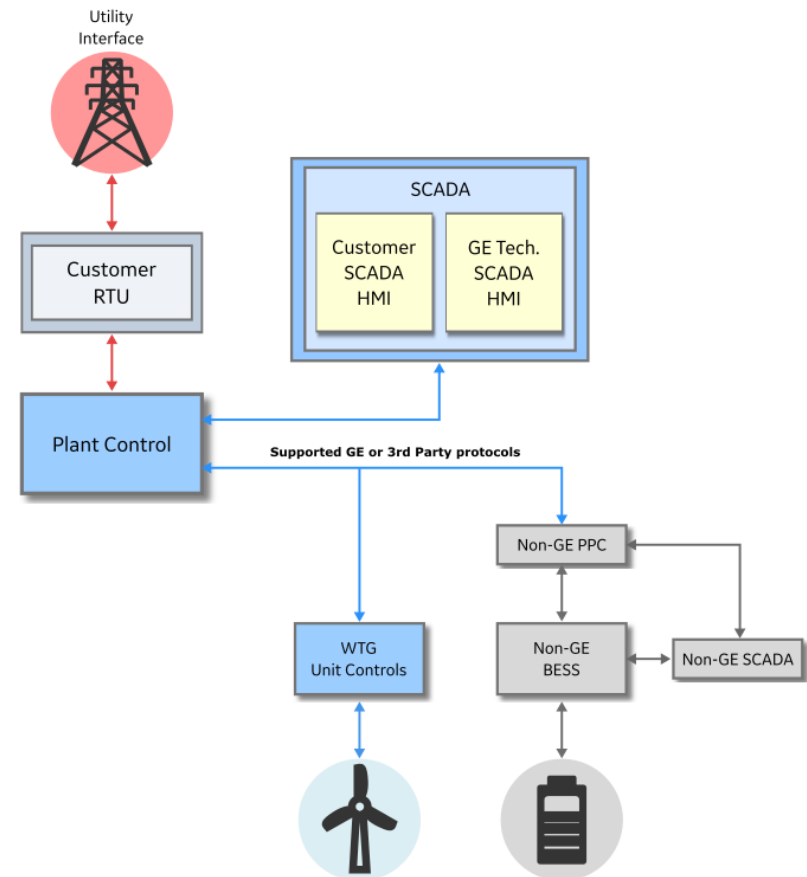 Utility
Interface
Customer
RTU
SCADA
Customer
SCADA
HMI
GE Tech.
SCADA
HMI
Plant Control
Supported GE or 3rd Party protocols
Non-GE PPC
WTG
Unit Controls
Non-GE
BESS
Non-GE SCADA